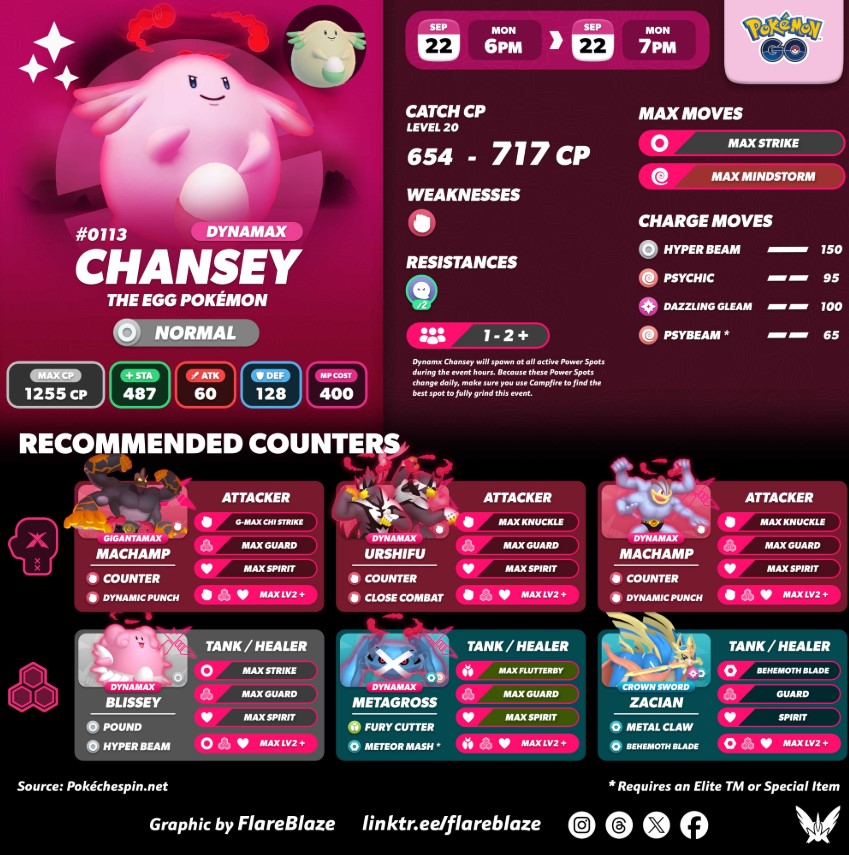 SEP
22
MON
6PM
SEP
22
MON
7PM
POKÉMON
GO
#0113
DYNAMAX
CHANSEY
THE EGG POKÉMON
NORMAL
MAX CP
1255 CP
+ STA
487
ATK
60
DEF
128
MP COST
400
CATCH CP
LEVEL 20
654 - 717 CP
WEAKNESSES
RESISTANCES
/2
1 - 2 +
Dynamx Chansey will spawn at all active Power Spots
during the event hours. Because these Power Spots
change daily, make sure you use Campfire to find the
best spot to fully grind this event.
MAX MOVES
MAX STRIKE
MAX MINDSTORM
CHARGE MOVES
HYPER BEAM 150
PSYCHIC 95
DAZZLING GLEAM 100
PSYBEAM * 65
RECOMMENDED COUNTERS
GIGANTAMAX
MACHAMP
COUNTER
DYNAMIC PUNCH
ATTACKER
G-MAX CHI STRIKE
MAX GUARD
MAX SPIRIT
MAX LV2 +
DYNAMAX
URSHIFU
COUNTER
CLOSE COMBAT
ATTACKER
MAX KNUCKLE
MAX GUARD
MAX SPIRIT
MAX LV2 +
DYNAMAX
MACHAMP
COUNTER
DYNAMIC PUNCH
ATTACKER
MAX KNUCKLE
MAX GUARD
MAX SPIRIT
MAX LV2 +
DYNAMAX
BLISSEY
POUND
HYPER BEAM
TANK / HEALER
MAX STRIKE
MAX GUARD
MAX SPIRIT
MAX LV2 +
DYNAMAX
METAGROSS
FURY CUTTER
METEOR MASH *
TANK / HEALER
MAX FLUTTERBY
MAX GUARD
MAX SPIRIT
MAX LV2 +
CROWN SWORD
ZACIAN
METAL CLAW
BEHEMOTH BLADE
TANK / HEALER
BEHEMOTH BLADE
GUARD
SPIRIT
MAX LV2 +
Source: Pokéchespin.net
* Requires an Elite TM or Special Item
Graphic by FlareBlaze
linktr.ee/flareblaze